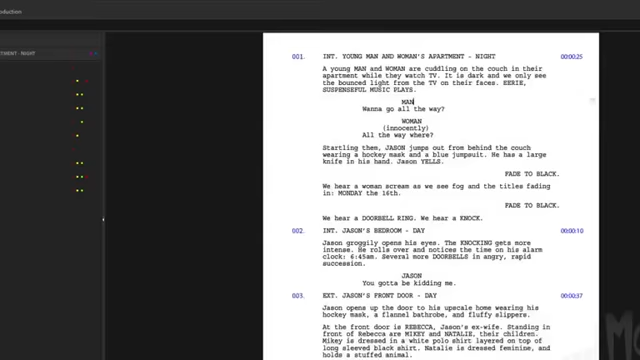 oduction
RTMENT - NIGHT
001. INT. YOUNG MAN AND WOMAN'S APARTMENT - NIGHT 00:00:25
A young MAN and WOMAN are cuddling on the couch in their
apartment while they watch TV. It is dark and we only see
the bounced light from the TV on their faces. EERIE,
SUSPENSEFUL MUSIC PLAYS.
MAN
Wanna go all the way?
WOMAN
(innocently)
All the way where?
Startling them, JASON jumps out from behind the couch
wearing a hockey mask and a blue jumpsuit. He has a large
knife in his hand. Jason YELLS.
FADE TO BLACK.
We hear a woman scream as we see fog and the titles fading
in: MONDAY the 16th.
FADE TO BLACK.
We hear a DOORBELL RING. We hear a KNOCK.
002. INT. JASON'S BEDROOM - DAY 00:00:10
Jason groggily opens his eyes. The KNOCKING gets more
intense. He rolls over and notices the time on his alarm
clock: 6:45am. Several more DOORBELLS in angry, rapid
succession.
JASON
You gotta be kidding me.
003. EXT. JASON'S FRONT DOOR - DAY 00:00:37
Jason opens up the door to his upscale home wearing his
hockey mask, a flannel bathrobe, and fluffy slippers.
At the front door is REBECCA, Jason's ex-wife. Standing in
front of Rebecca are MIKEY and NATALIE, their children.
Mikey is dressed in a white polo shirt layered on top of
long sleeved black shirt. Natalie is dressed feminine, and
holds a stuffed animal.